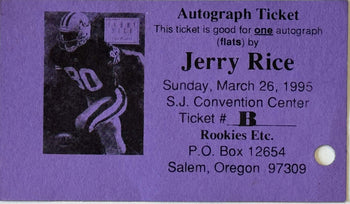 Autograph Ticket
This ticket is good for one autograph
(flats) by
Jerry Rice
Sunday, March 26, 1995
S.J. Convention Center
Ticket # B
Rookies Etc.
P.O. Box 12654
Salem, Oregon 97309
80